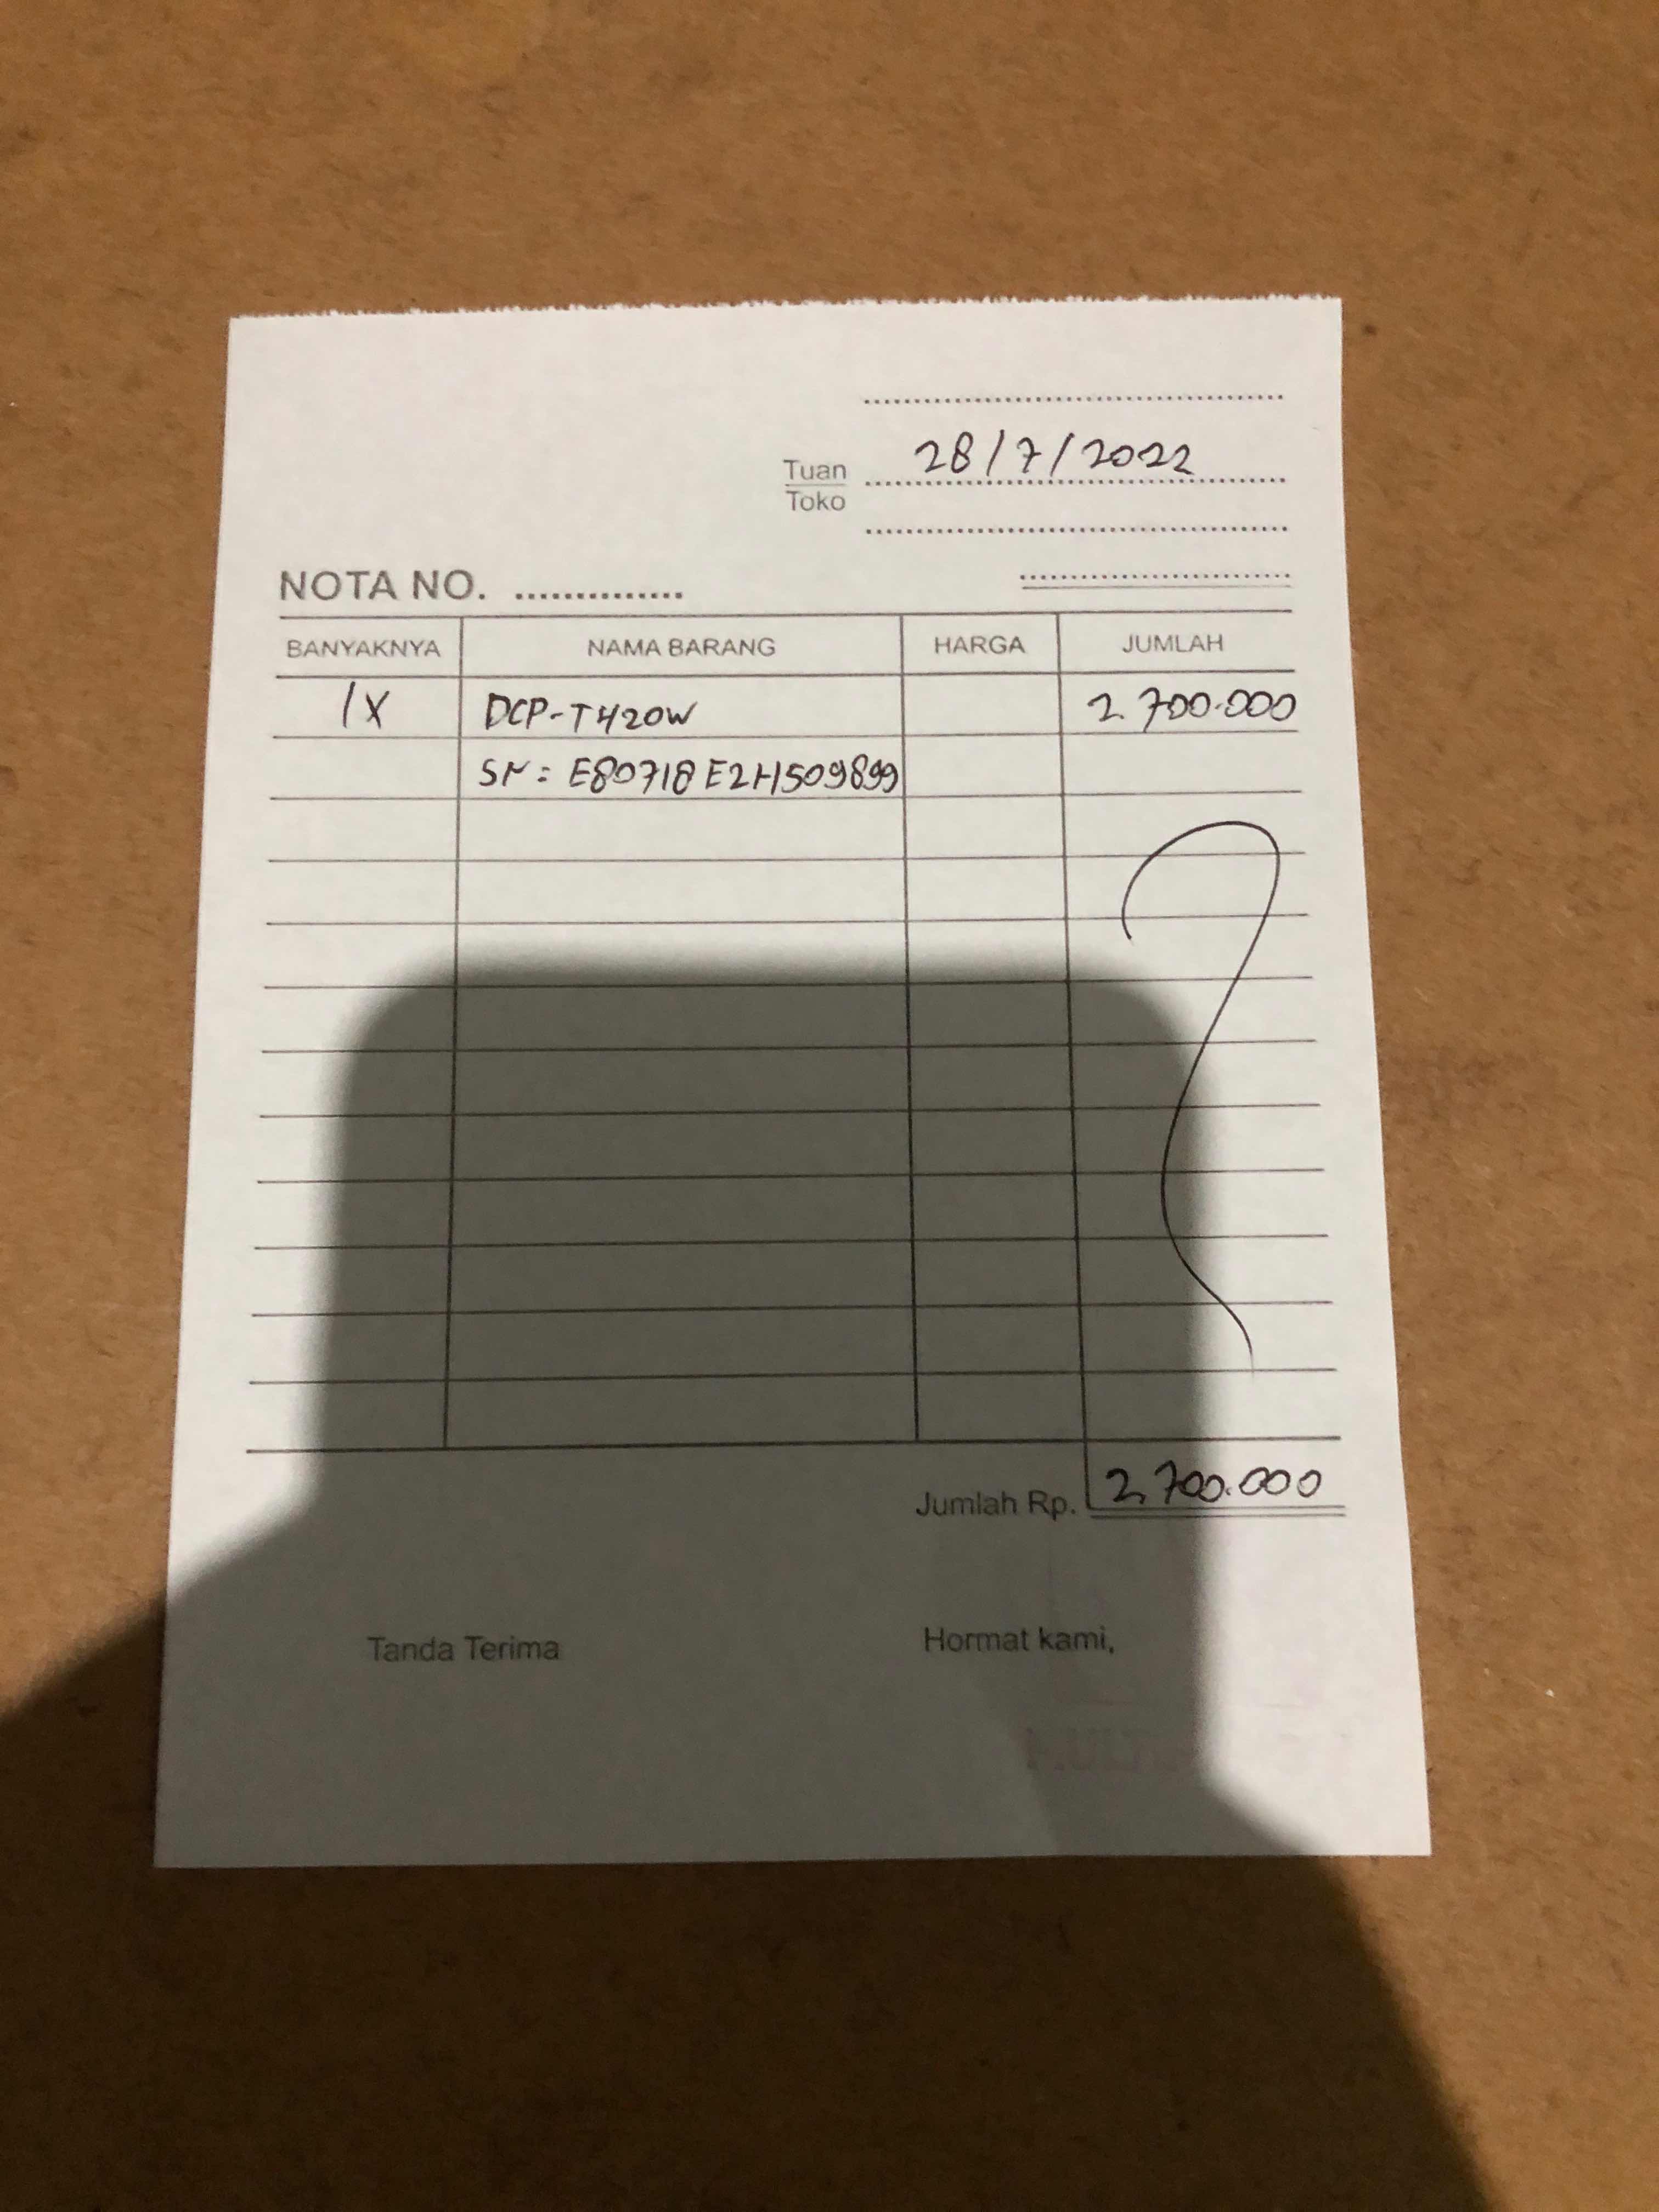 28/7/2022
Tuan
Toko
NOTA NO.
BANYAKNYA NAMA BARANG HARGA JUMLAH
1X DCP-T420W 2.700.000
SN: E80718E2H509899
Jumlah Rp. 2.700.000
Tanda Terima Hormat kami,